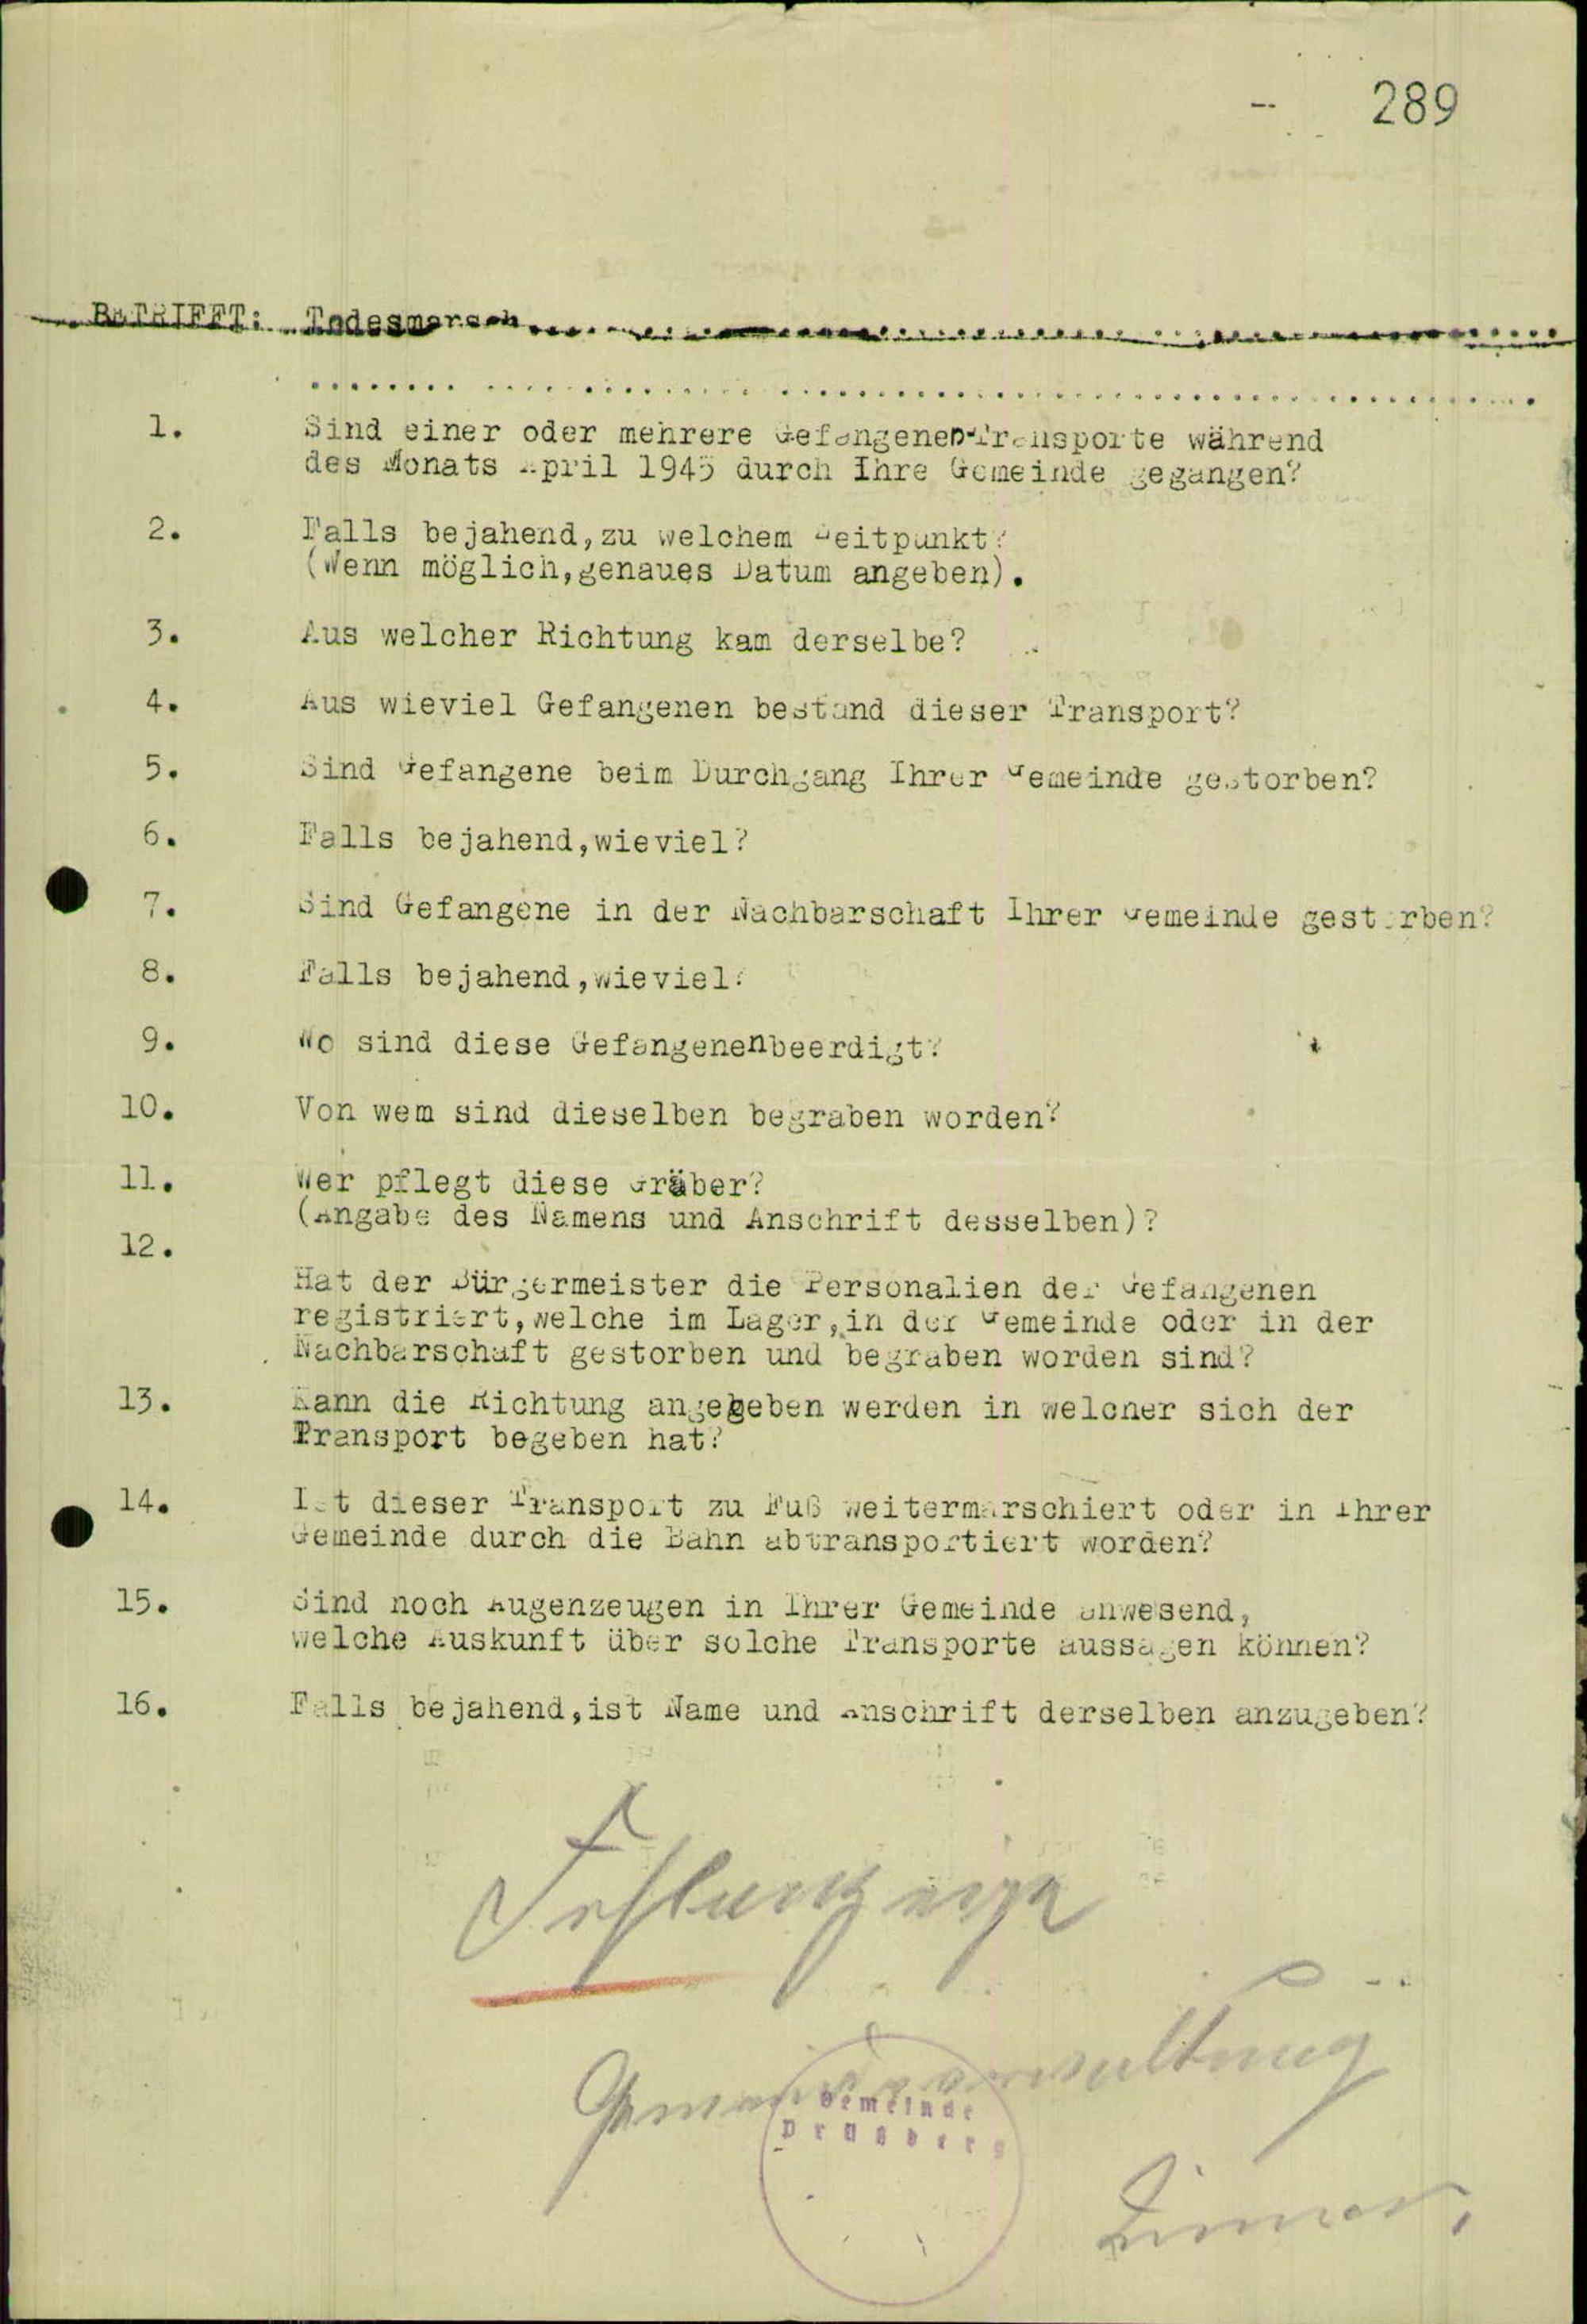 289
BETRIFFT: Todesmarsch
1. Sind einer oder mehrere Gefangenen-Transporte während
des Monats April 1945 durch Ihre Gemeinde gegangen?
2. Falls bejahend,zu welchem Zeitpunkt?
(Wenn möglich,genaues Datum angeben).
3. Aus welcher Richtung kam derselbe?
4. Aus wieviel Gefangenen bestand dieser Transport?
5. Sind Gefangene beim Durchgang Ihrer Gemeinde gestorben?
6. Falls bejahend,wieviel?
7. Sind Gefangene in der Nachbarschaft Ihrer Gemeinde gestorben?
8. Falls bejahend,wieviel?
9. Wo sind diese Gefangenenbeerdigt?
10. Von wem sind dieselben begraben worden?
11. Wer pflegt diese Gräber?
(Angabe des Namens und Anschrift desselben)?
12.
Hat der Bürgermeister die Personalien der Gefangenen
registriert,welche im Lager,in der Gemeinde oder in der
Nachbarschaft gestorben und begraben worden sind?
13. Kann die Richtung angegeben werden in welcher sich der
Transport begeben hat?
14. Ist dieser Transport zu Fuß weitermarschiert oder in Ihrer
Gemeinde durch die Bahn abtransportiert worden?
15. Sind noch Augenzeugen in Ihrer Gemeinde anwesend,
welche Auskunft über solche Transporte aussagen können?
16. Falls bejahend,ist Name und Anschrift derselben anzugeben?
Gemeindeverwaltung
Gemeinde